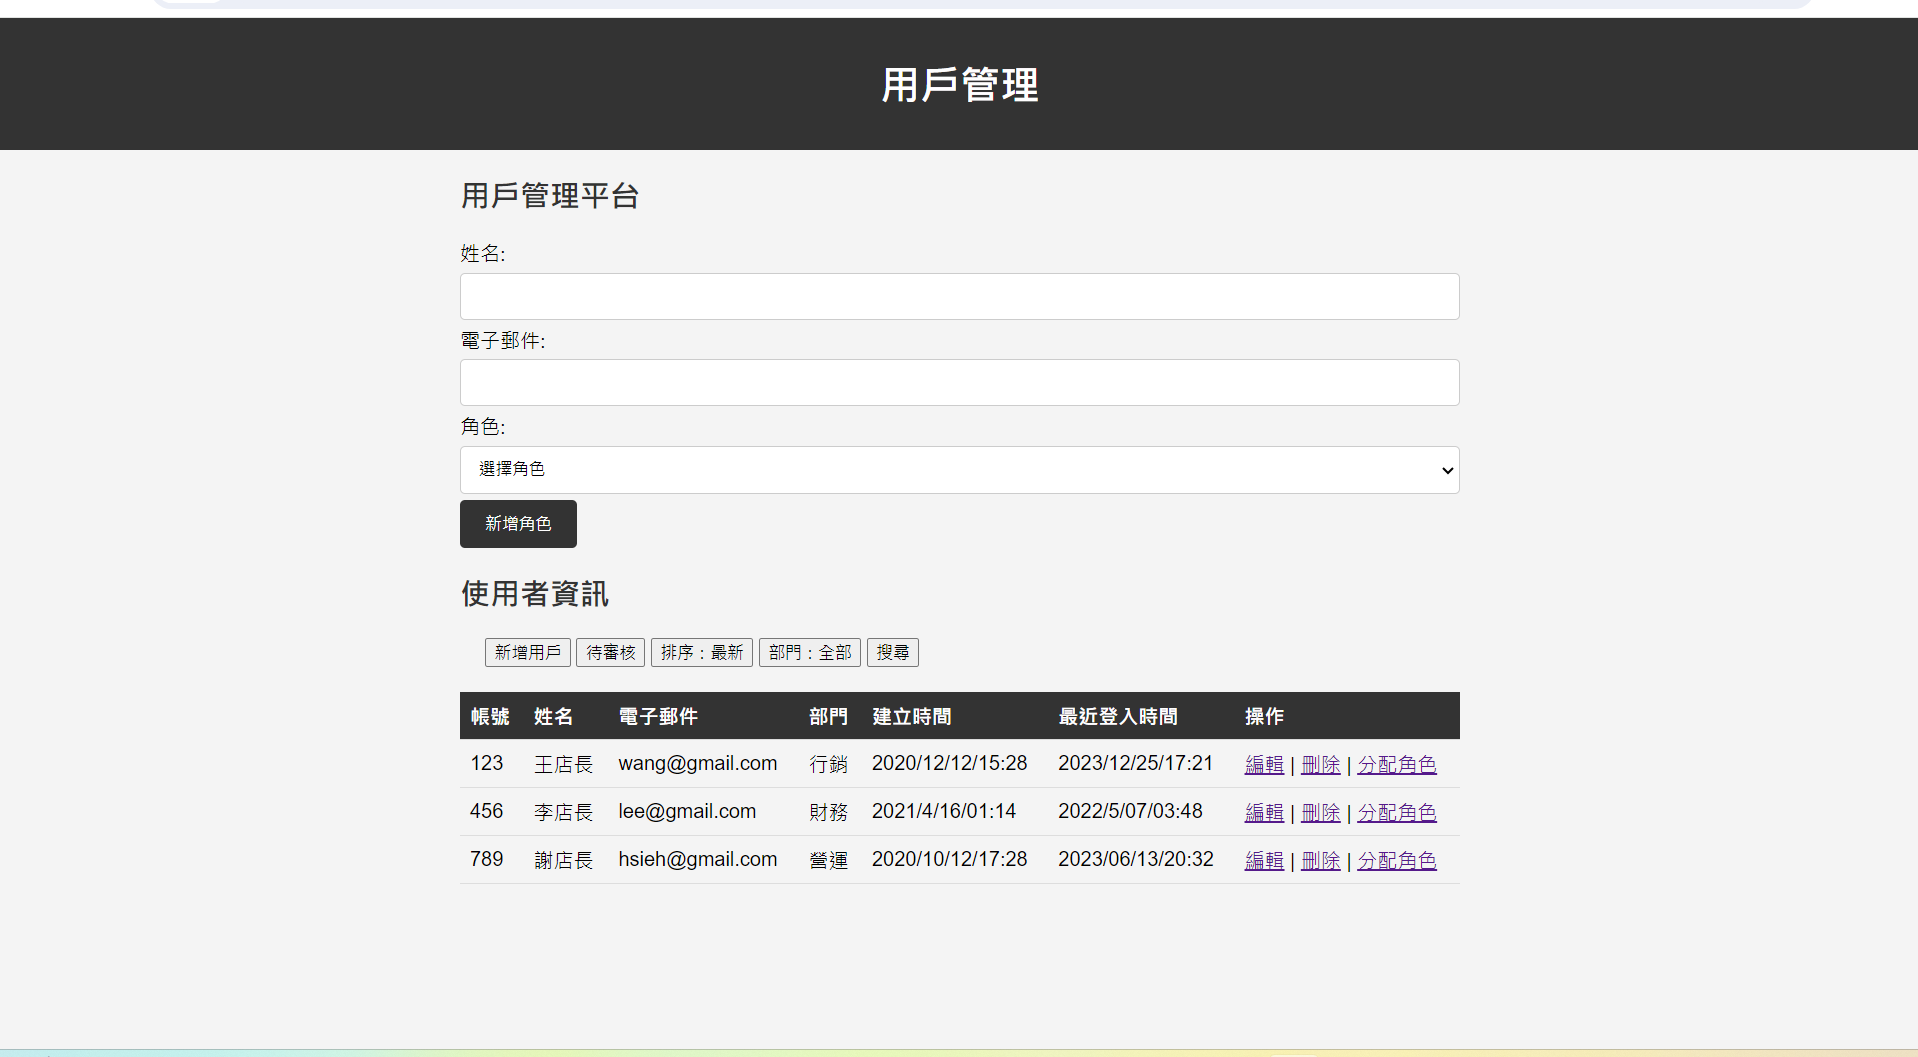 用戶管理
用戶管理平台
姓名:
電子郵件:
角色:
選擇角色
新增角色
使用者資訊
新增用戶 待審核 排序：最新 部門：全部 搜尋
帳號 姓名 電子郵件 部門 建立時間 最近登入時間 操作
123 王店長 wang@gmail.com 行銷 2020/12/12/15:28 2023/12/25/17:21 編輯 | 刪除 | 分配角色
456 李店長 lee@gmail.com 財務 2021/4/16/01:14 2022/5/07/03:48 編輯 | 刪除 | 分配角色
789 謝店長 hsieh@gmail.com 營運 2020/10/12/17:28 2023/06/13/20:32 編輯 | 刪除 | 分配角色